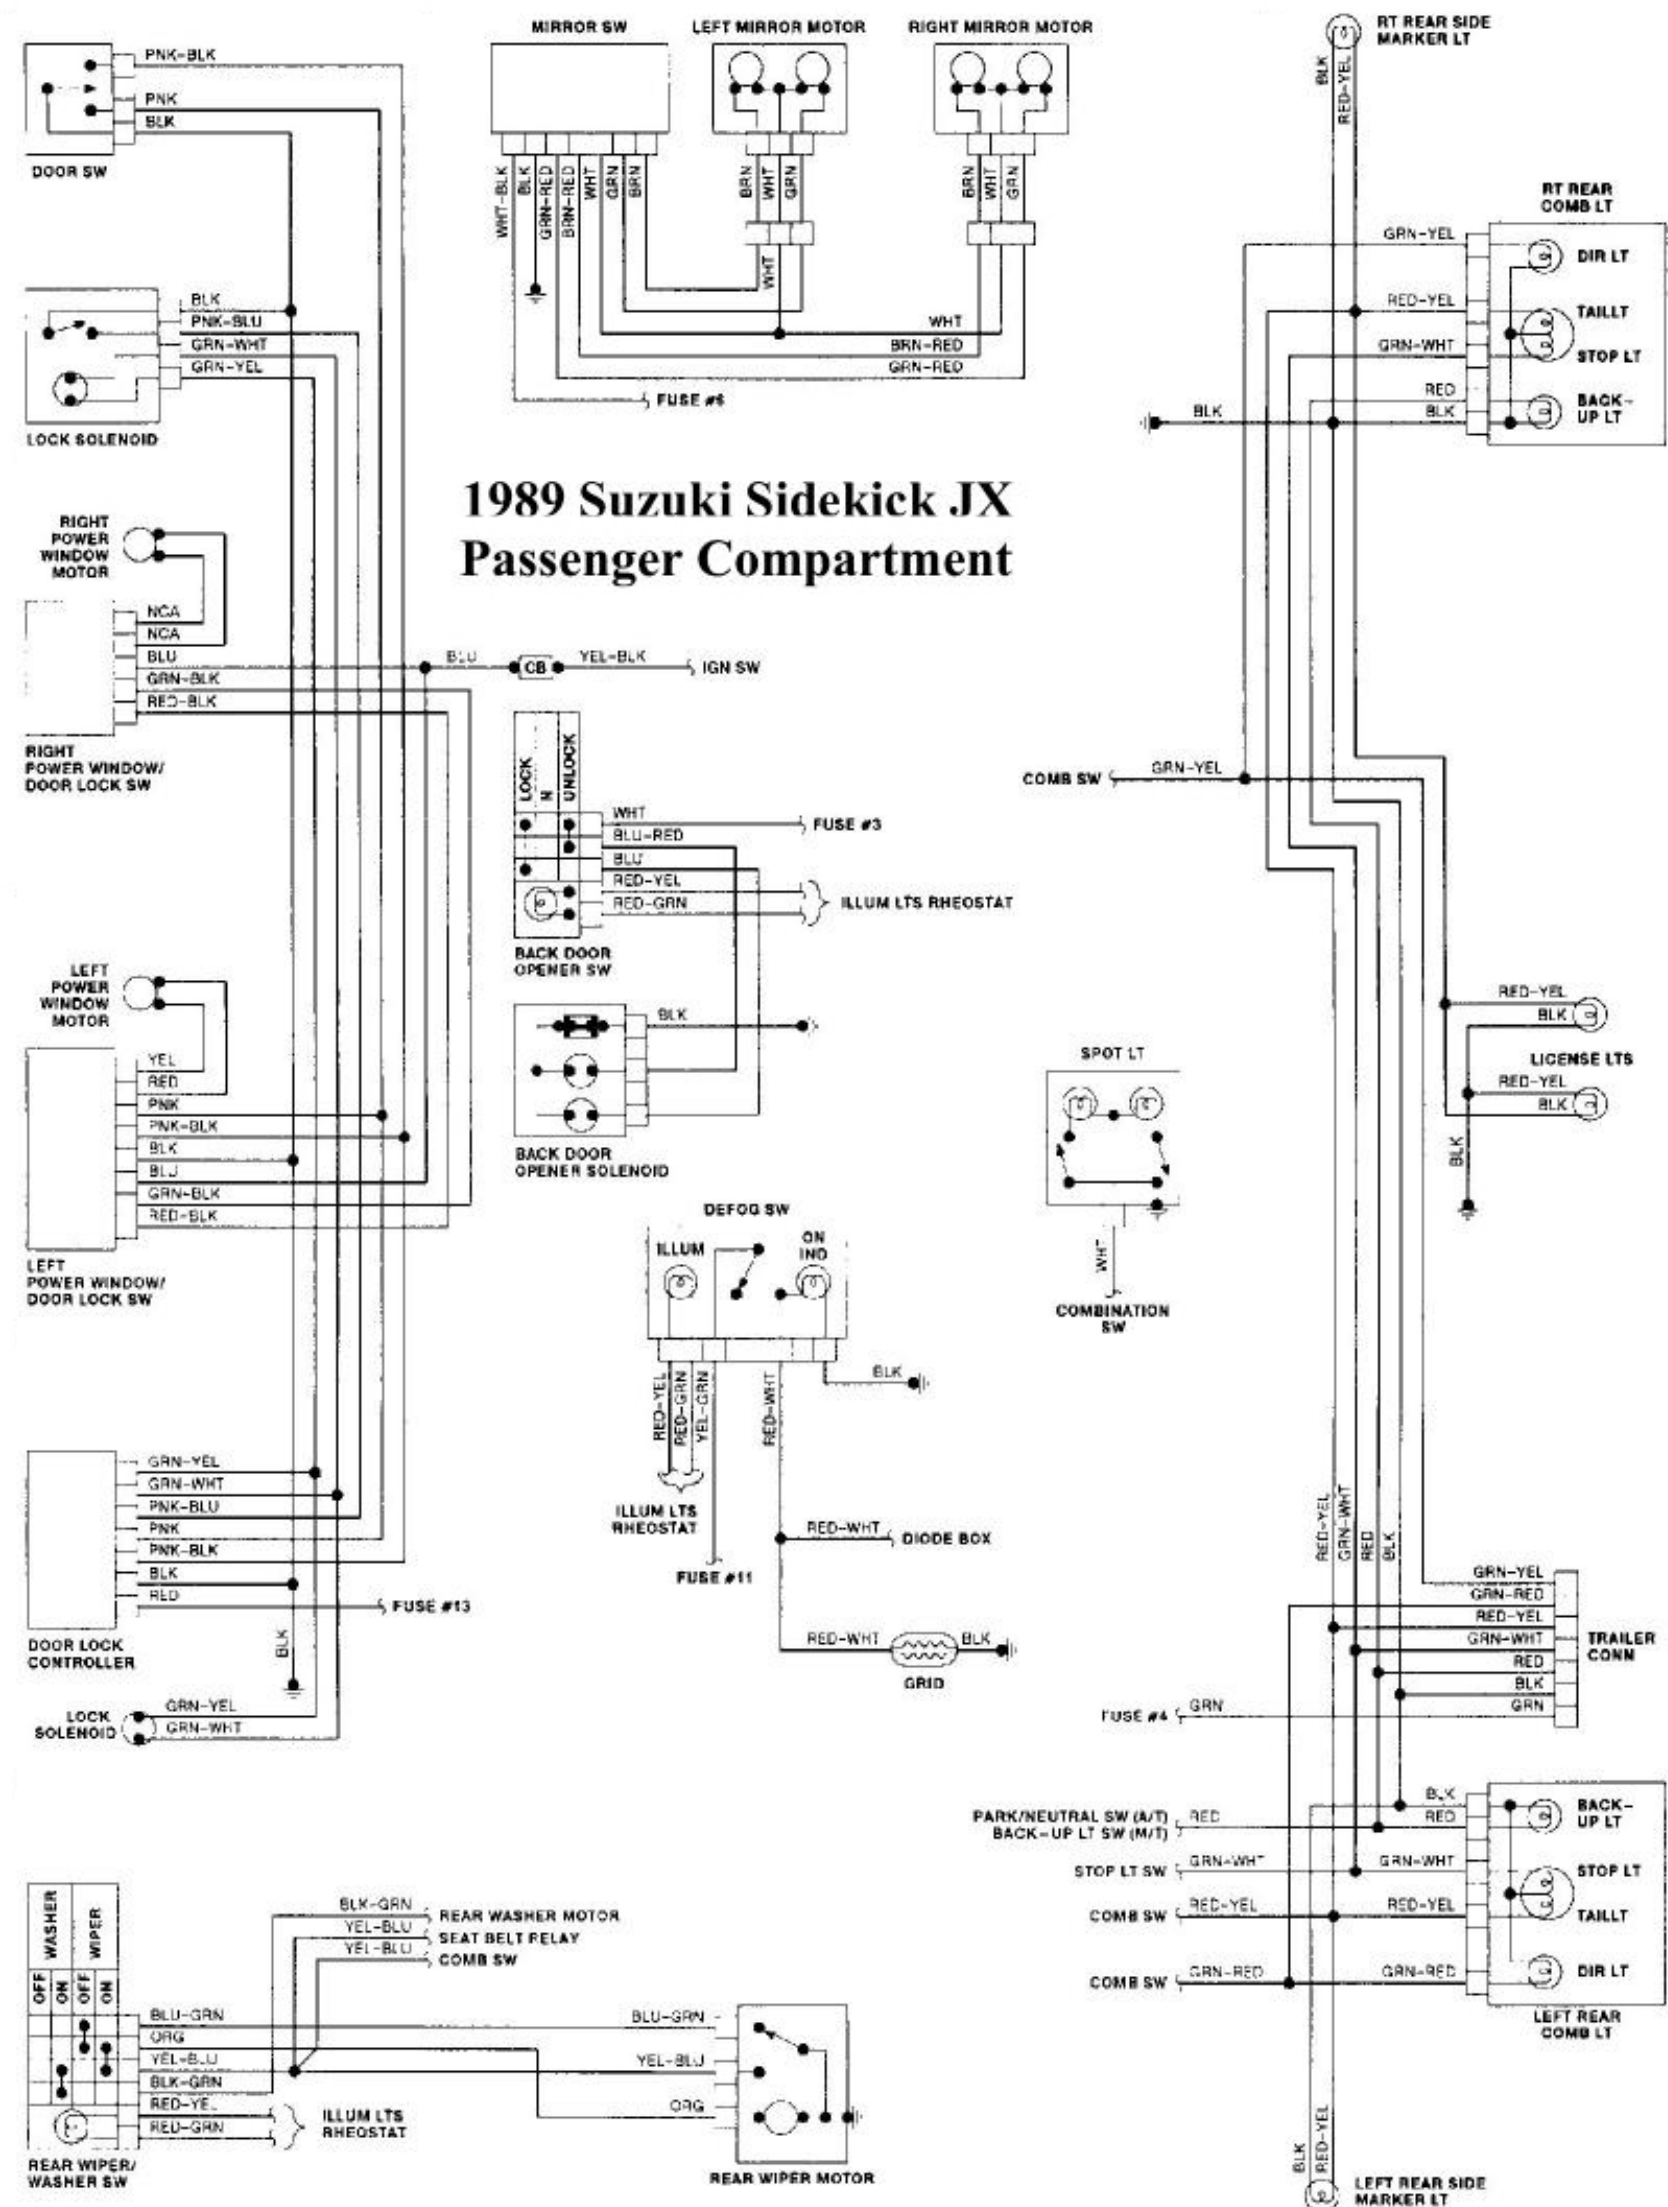 MIRROR SW
LEFT MIRROR MOTOR
RIGHT MIRROR MOTOR
RT REAR SIDE
MARKER LT
PNK-BLK
PNK
BLK
DOOR SW
WHT-BLK
BLK
GRN-RED
BRN-RED
WHT
GRN
BRN
BRN
WHT
GRN
BRN
WHT
GRN
WHT
WHT
BRN-RED
GRN-RED
FUSE #6
BLK
RED-YEL
RT REAR
COMB LT
GRN-YEL
DIR LT
RED-YEL
TAILLT
GRN-WHT
STOP LT
RED
BLK
BACK-
UP LT
BLK
BLK
PNK-BLU
GRN-WHT
GRN-YEL
LOCK SOLENOID
1989 Suzuki Sidekick JX
Passenger Compartment
RIGHT
POWER
WINDOW
MOTOR
NCA
NCA
BLU
GRN-BLK
RED-BLK
RIGHT
POWER WINDOW/
DOOR LOCK SW
BLU
CB
YEL-BLK
IGN SW
LOCK
N
UNLOCK
WHT
BLU-RED
BLU
RED-YEL
RED-GRN
FUSE #3
ILLUM LTS RHEOSTAT
BACK DOOR
OPENER SW
COMB SW
GRN-YEL
LEFT
POWER
WINDOW
MOTOR
YEL
RED
PNK
PNK-BLK
BLK
BLU
GRN-BLK
RED-BLK
LEFT
POWER WINDOW/
DOOR LOCK SW
BLK
BACK DOOR
OPENER SOLENOID
SPOT LT
WHT
COMBINATION
SW
RED-YEL
BLK
LICENSE LTS
RED-YEL
BLK
BLK
DEFOG SW
ILLUM
ON
IND
RED-YEL
RED-GRN
YEL-GRN
RED-WHT
BLK
ILLUM LTS
RHEOSTAT
FUSE #11
RED-WHT
DIODE BOX
RED-WHT
BLK
GRID
GRN-YEL
GRN-WHT
PNK-BLU
PNK
PNK-BLK
BLK
RED
FUSE #13
DOOR LOCK
CONTROLLER
BLK
LOCK
SOLENOID
GRN-YEL
GRN-WHT
RED-YEL
GRN-WHT
RED
BLK
GRN-YEL
GRN-RED
RED-YEL
GRN-WHT
RED
BLK
GRN
TRAILER
CONN
FUSE #4
GRN
PARK/NEUTRAL SW (A/T)
BACK-UP LT SW (M/T)
RED
BLK
RED
BACK-
UP LT
STOP LT SW
GRN-WHT
GRN-WHT
STOP LT
COMB SW
RED-YEL
RED-YEL
TAILLT
COMB SW
GRN-RED
GRN-RED
DIR LT
LEFT REAR
COMB LT
WASHER
WIPER
OFF
ON
OFF
ON
BLK-GRN
REAR WASHER MOTOR
YEL-BLU
SEAT BELT RELAY
YEL-BLU
COMB SW
BLU-GRN
ORG
YEL-BLU
BLK-GRN
RED-YEL
RED-GRN
ILLUM LTS
RHEOSTAT
REAR WIPER/
WASHER SW
BLU-GRN
YEL-BLU
ORG
REAR WIPER MOTOR
BLK
RED-YEL
LEFT REAR SIDE
MARKER LT